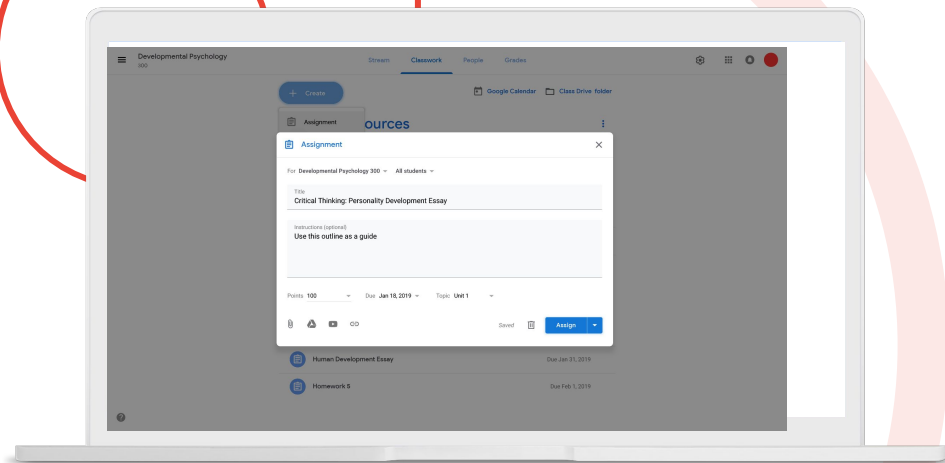 Developmental Psychology
300
Stream Classwork People Grades
Create
Google Calendar Class Drive folder
Assignment
ources
Assignment
For Developmental Psychology 300 All students
Title
Critical Thinking: Personality Development Essay
Instructions (optional)
Use this outline as a guide
Points 100 Due Jan 18, 2019 Topic Unit 1
Saved Assign
Human Development Essay Due Jan 31, 2019
Homework 5 Due Feb 1, 2019